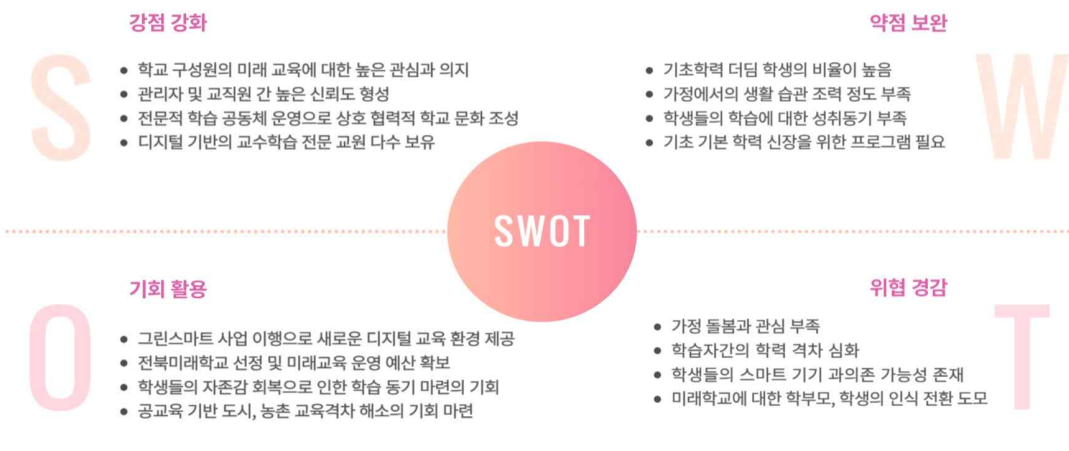 강점 강화
S
● 학교 구성원의 미래 교육에 대한 높은 관심과 의지
● 관리자 및 교직원 간 높은 신뢰도 형성
● 전문적 학습 공동체 운영으로 상호 협력적 학교 문화 조성
● 디지털 기반의 교수학습 전문 교원 다수 보유
약점 보완
W
● 기초학력 더딤 학생의 비율이 높음
● 가정에서의 생활 습관 조력 정도 부족
● 학생들의 학습에 대한 성취동기 부족
● 기초 기본 학력 신장을 위한 프로그램 필요
SWOT
기회 활용
O
● 그린스마트 사업 이행으로 새로운 디지털 교육 환경 제공
● 전북미래학교 선정 및 미래교육 운영 예산 확보
● 학생들의 자존감 회복으로 인한 학습 동기 마련의 기회
● 공교육 기반 도시, 농촌 교육격차 해소의 기회 마련
위협 경감
T
● 가정 돌봄과 관심 부족
● 학습자간의 학력 격차 심화
● 학생들의 스마트 기기 과의존 가능성 존재
● 미래학교에 대한 학부모, 학생의 인식 전환 도모